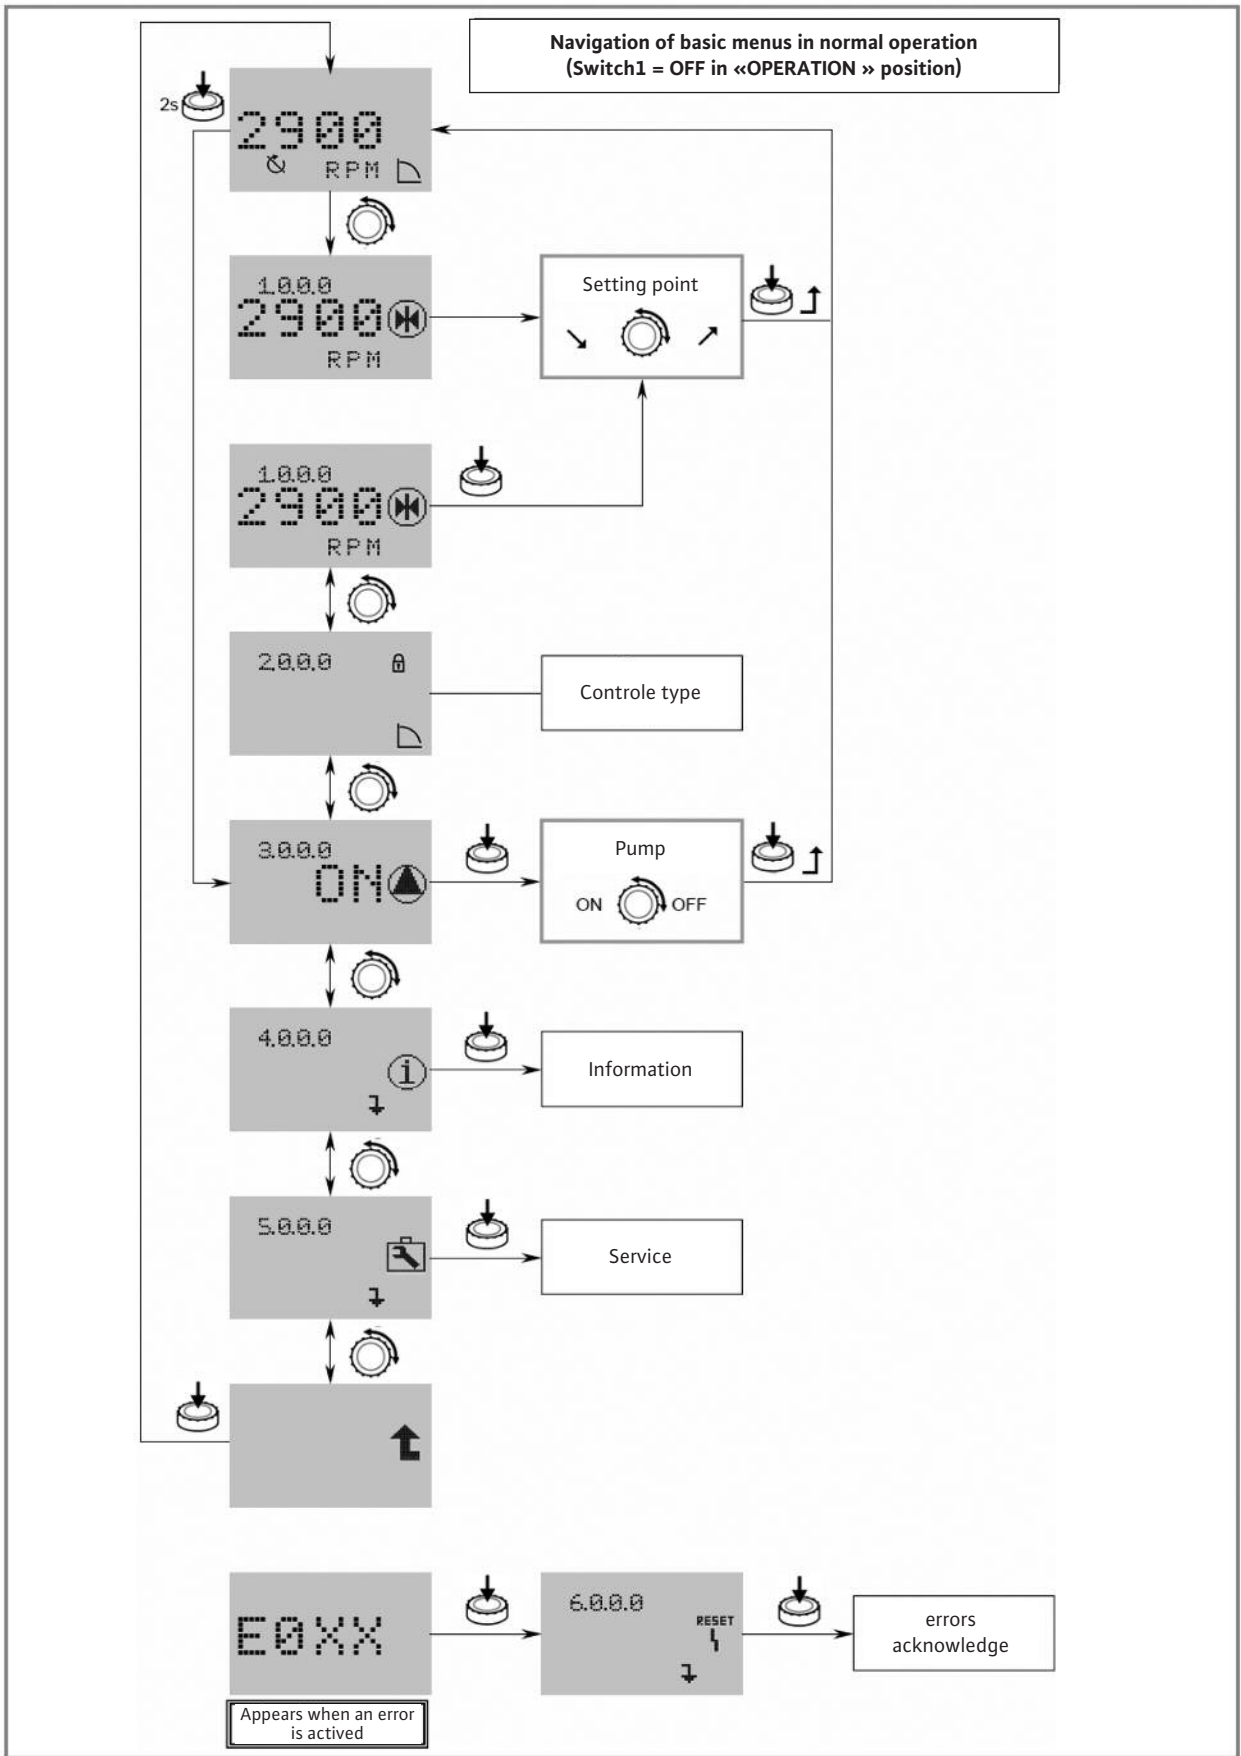 Navigation of basic menus in normal operation
(Switch1 = OFF in «OPERATION » position)
2s
2900
RPM
1.0.0.0
2900
RPM
Setting point
1.0.0.0
2900
RPM
2.0.0.0
Controle type
3.0.0.0
ON
Pump
ON OFF
4.0.0.0
i
Information
5.0.0.0
Service
E0XX
6.0.0.0
RESET
errors
acknowledge
Appears when an error
is actived